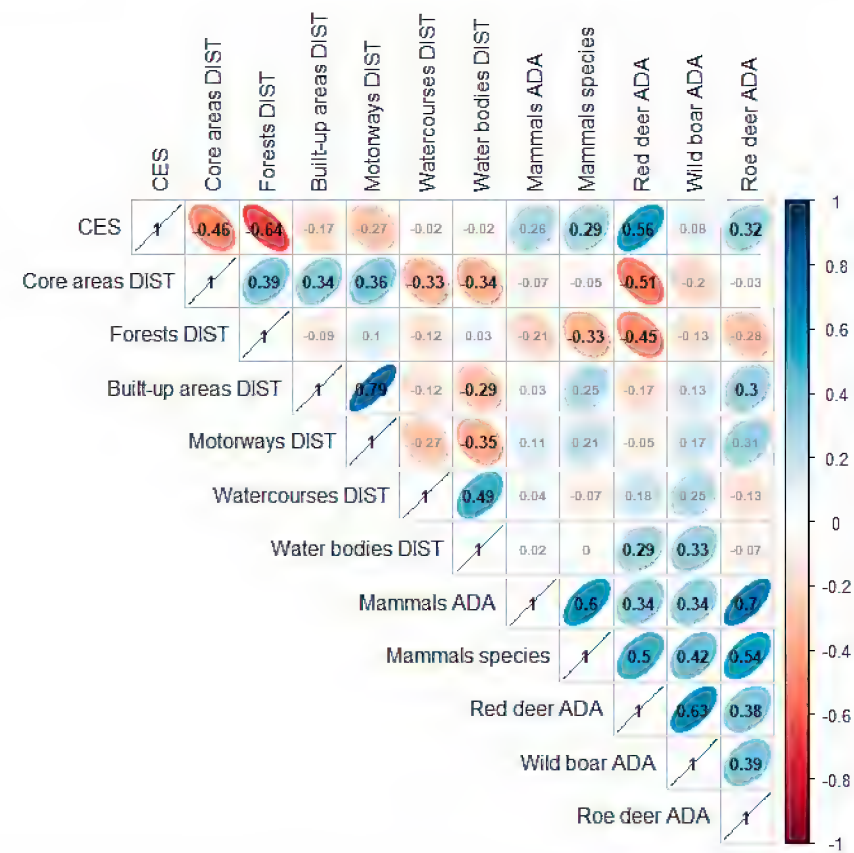 CES
Core areas DIST
Forests DIST
Built-up areas DIST
Motorways DIST
Watercourses DIST
Water bodies DIST
Mammals ADA
Mammals species
Red deer ADA
Wild boar ADA
Roe deer ADA
CES 1 -0.46 -0.64 -0.17 -0.27 -0.02 -0.02 0.26 0.29 0.56 0.08 0.32
Core areas DIST 1 0.39 0.34 0.36 -0.33 -0.34 -0.07 -0.05 -0.51 -0.2 -0.03
Forests DIST 1 -0.09 0.1 -0.12 0.03 -0.21 -0.33 -0.45 -0.13 -0.28
Built-up areas DIST 1 0.79 -0.12 -0.29 0.03 0.25 -0.17 0.13 0.3
Motorways DIST 1 -0.27 -0.35 0.11 0.21 -0.05 0.17 0.31
Watercourses DIST 1 0.49 0.04 -0.07 0.18 0.25 -0.13
Water bodies DIST 1 0.02 0 0.29 0.33 -0.07
Mammals ADA 1 0.6 0.34 0.34 0.7
Mammals species 1 0.5 0.42 0.54
Red deer ADA 1 0.63 0.38
Wild boar ADA 1 0.39
Roe deer ADA 1
1
0.8
0.6
0.4
0.2
0
-0.2
-0.4
-0.6
-0.8
-1